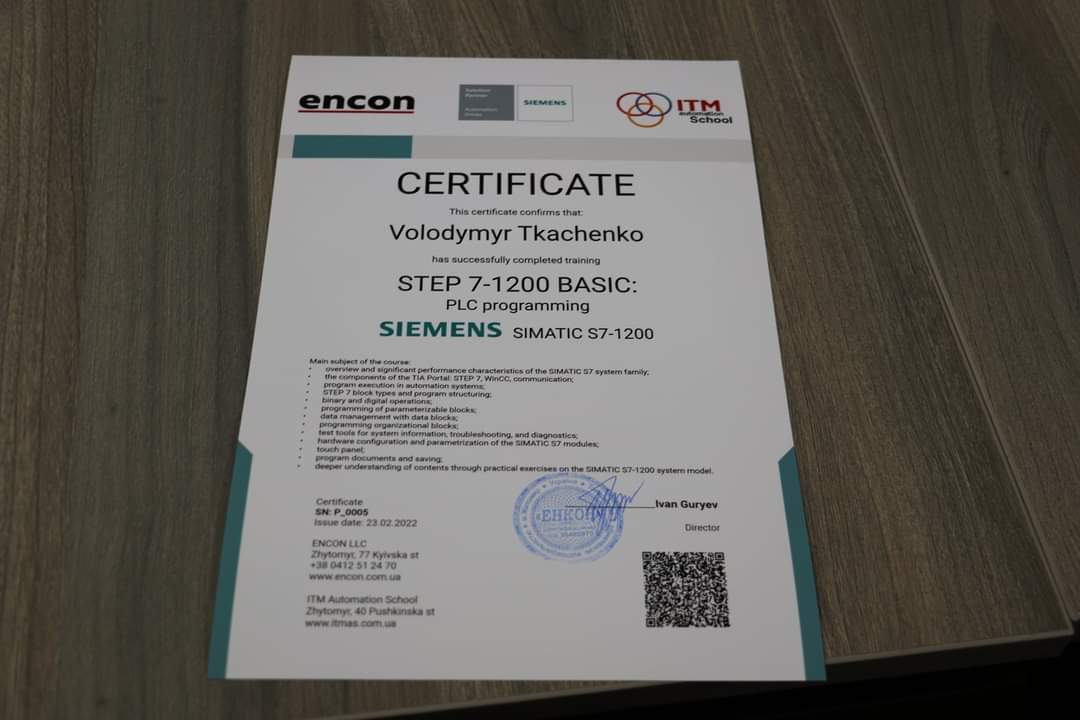 encon
Solution
Partner
Automation
Drives
SIEMENS
ITM
automation
School
CERTIFICATE
This certificate confirms that:
Volodymyr Tkachenko
has successfully completed training
STEP 7-1200 BASIC:
PLC programming
SIEMENS SIMATIC S7-1200
Main subject of the course:
• overview and significant performance characteristics of the SIMATIC S7 system family;
• the components of the TIA Portal: STEP 7, WinCC, communication;
• program execution in automation systems;
• STEP 7 block types and program structuring;
• binary and digital operations;
• programming of parameterizable blocks;
• data management with data blocks;
• programming organizational blocks;
• test tools for system information, troubleshooting, and diagnostics;
• hardware configuration and parametrization of the SIMATIC S7 modules;
• touch panel;
• program documents and saving;
• deeper understanding of contents through practical exercises on the SIMATIC S7-1200 system model.
Certificate
SN: P_0005
Issue date: 23.02.2022
ENCON LLC
Zhytomyr, 77 Kyivska st
+38 0412 51 24 70
www.encon.com.ua
ITM Automation School
Zhytomyr, 40 Pushkinska st
www.itmas.com.ua
Україна
ЕНКОН
Ivan Guryev
Director